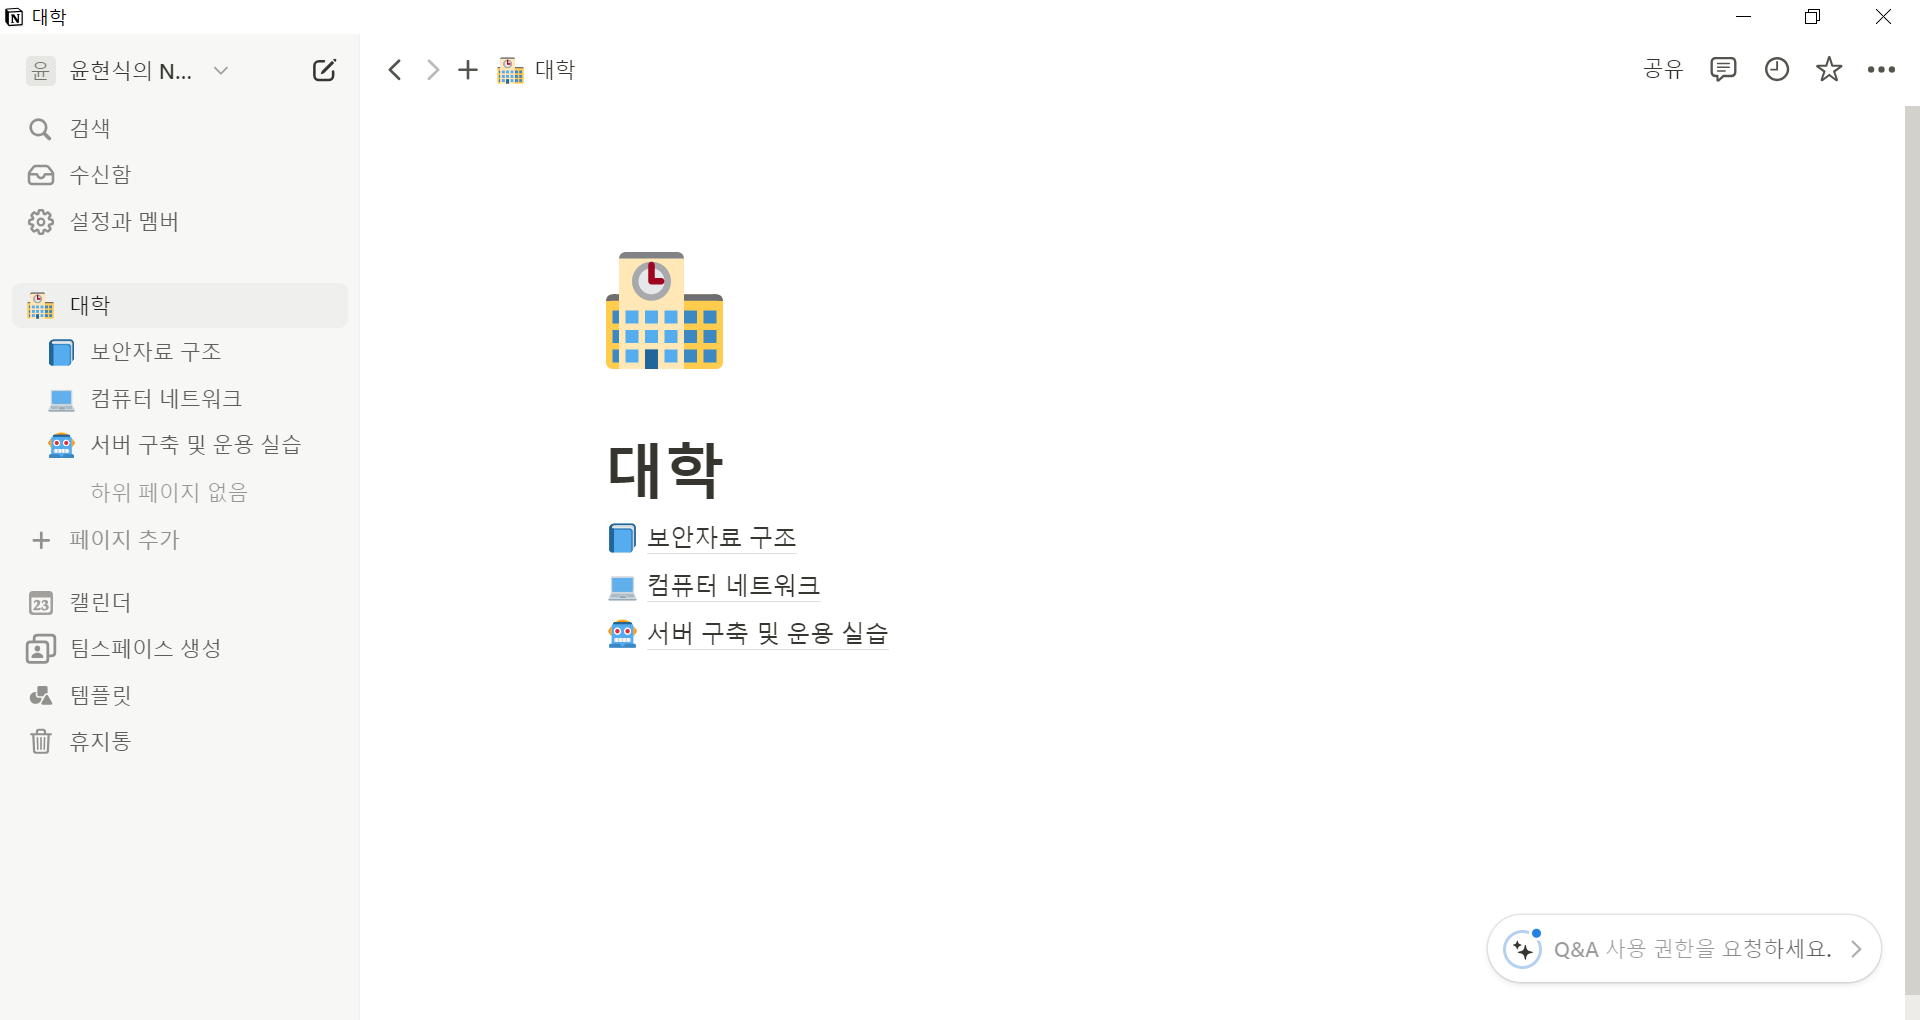 대학
윤 윤현식의 N...
검색
수신함
설정과 멤버
대학
보안자료 구조
컴퓨터 네트워크
서버 구축 및 운용 실습
하위 페이지 없음
페이지 추가
23 캘린더
팀스페이스 생성
템플릿
휴지통
대학
공유
대학
보안자료 구조
컴퓨터 네트워크
서버 구축 및 운용 실습
Q&A 사용 권한을 요청하세요.